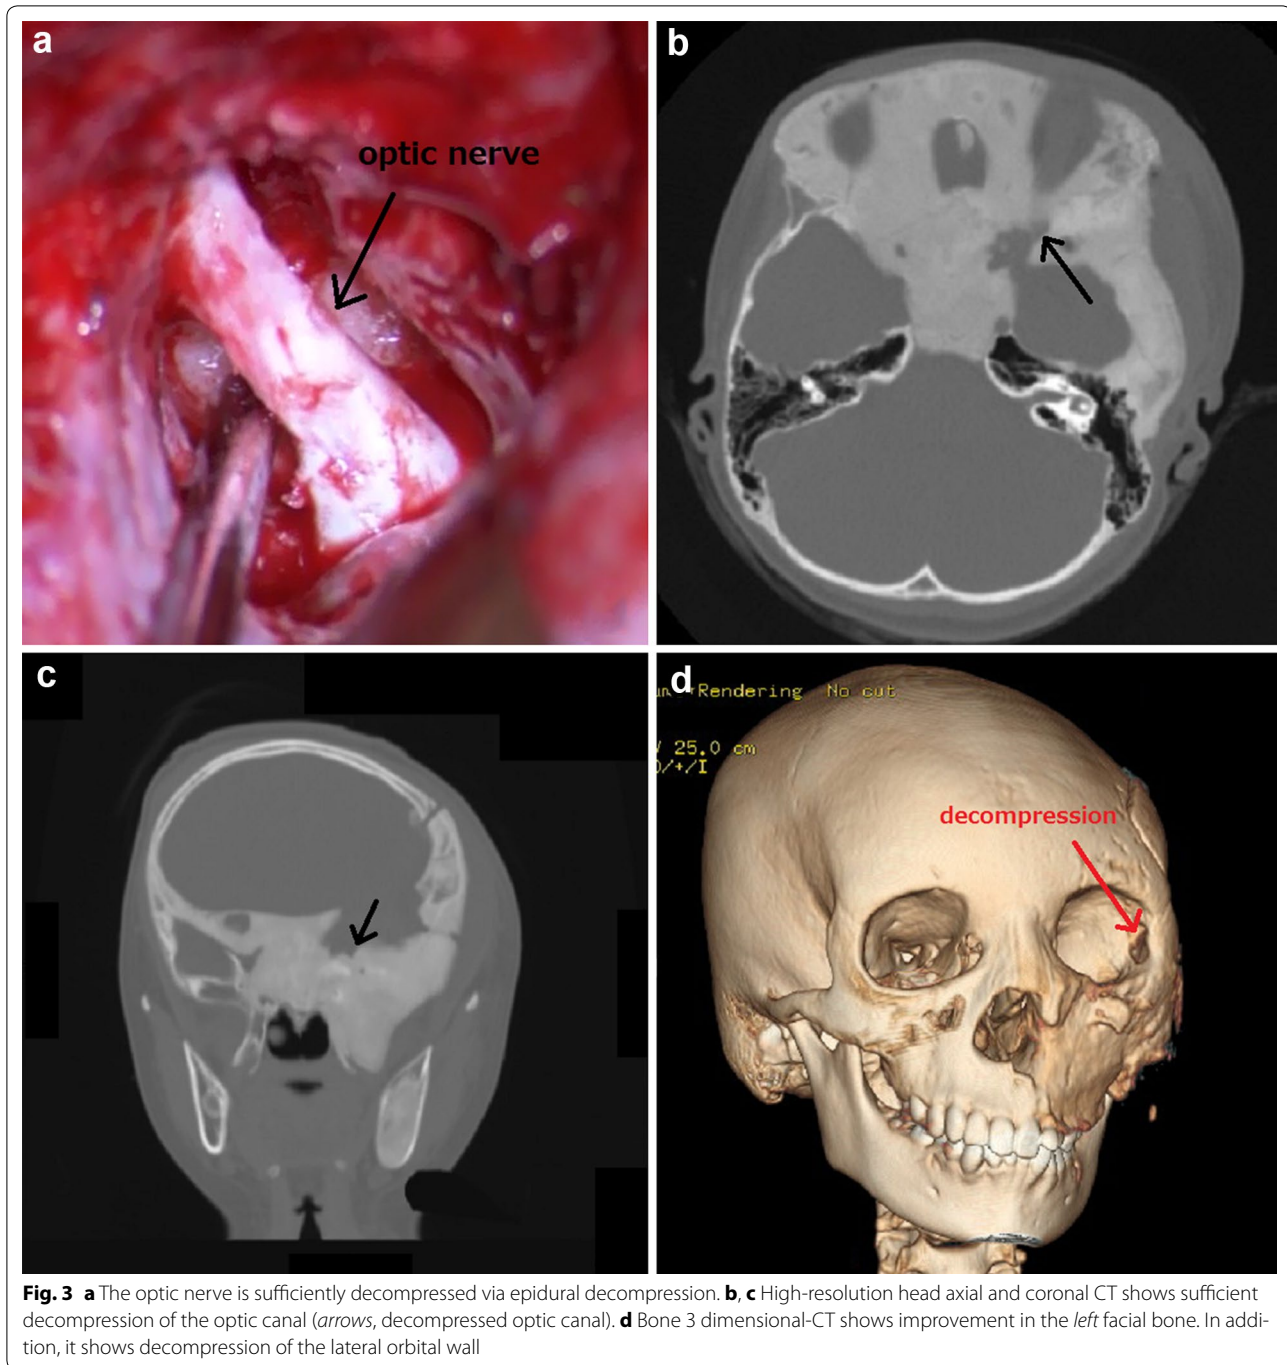 a
optic nerve
b
c
d
Rendering No cut
25.0 cm
/+/I
decompression
Fig. 3 a The optic nerve is sufficiently decompressed via epidural decompression. b, c High-resolution head axial and coronal CT shows sufficient
decompression of the optic canal (arrows, decompressed optic canal). d Bone 3 dimensional-CT shows improvement in the left facial bone. In addi-
tion, it shows decompression of the lateral orbital wall